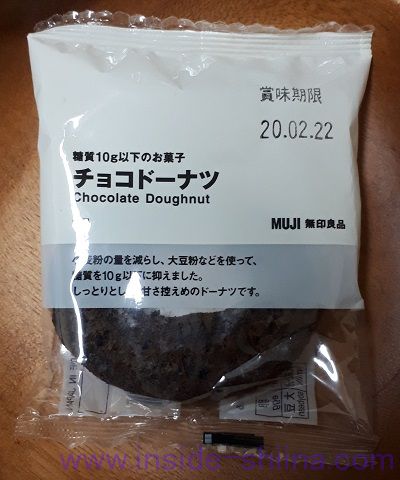 賞味期限
20.02.22
糖質10g以下のお菓子
チョコドーナツ
Chocolate Doughnut
MUJI 無印良品
麦粉の量を減らし、大豆粉などを使って、
糖質を10g以下に抑えました。
しっとりとし 甘さ控えめのドーナツです。
www.inside-shiina.com